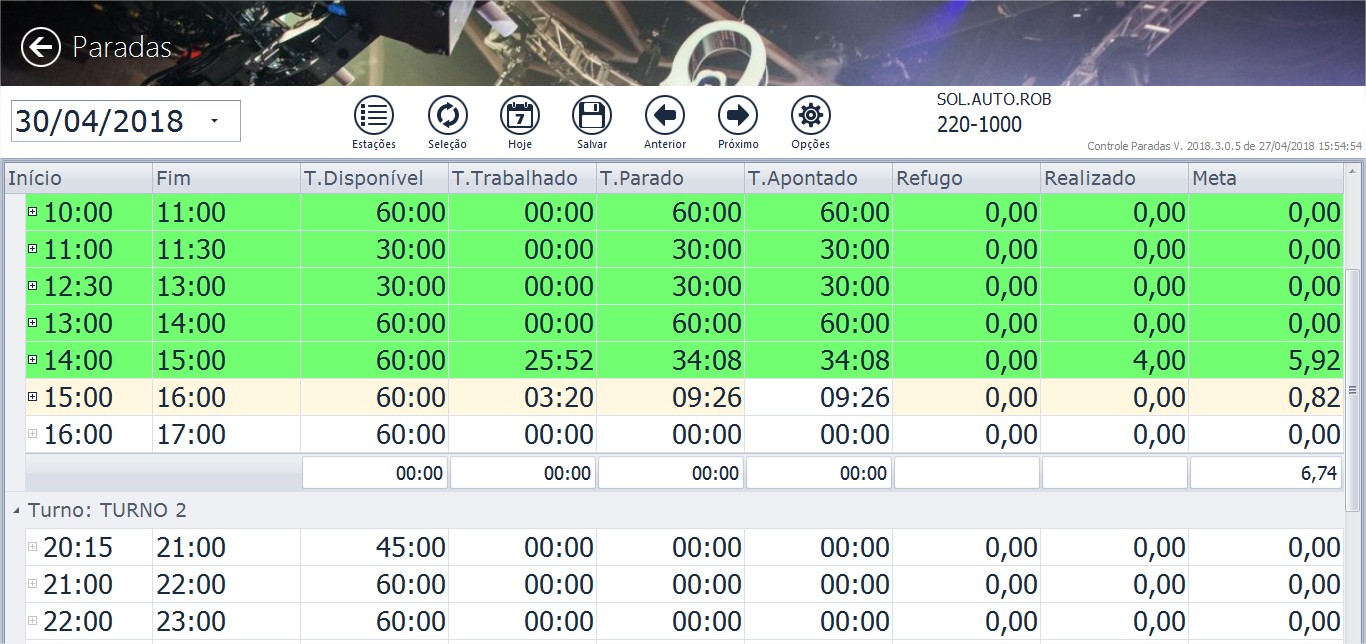 Paradas
30/04/2018
7
Estações Seleção Hoje Salvar Anterior Próximo Opções
SOL.AUTO.ROB
220-1000
Controle Paradas V. 2018.3.0.5 de 27/04/2018 15:54:54
Início Fim T.Disponível T.Trabalhado T.Parado T.Apontado Refugo Realizado Meta
10:00 11:00 60:00 00:00 60:00 60:00 0,00 0,00 0,00
11:00 11:30 30:00 00:00 30:00 30:00 0,00 0,00 0,00
12:30 13:00 30:00 00:00 30:00 30:00 0,00 0,00 0,00
13:00 14:00 60:00 00:00 60:00 60:00 0,00 0,00 0,00
14:00 15:00 60:00 25:52 34:08 34:08 0,00 4,00 5,92
15:00 16:00 60:00 03:20 09:26 09:26 0,00 0,00 0,82
16:00 17:00 60:00 00:00 00:00 00:00 0,00 0,00 0,00
00:00 00:00 00:00 00:00 6,74
Turno: TURNO 2
20:15 21:00 45:00 00:00 00:00 00:00 0,00 0,00 0,00
21:00 22:00 60:00 00:00 00:00 00:00 0,00 0,00 0,00
22:00 23:00 60:00 00:00 00:00 00:00 0,00 0,00 0,00